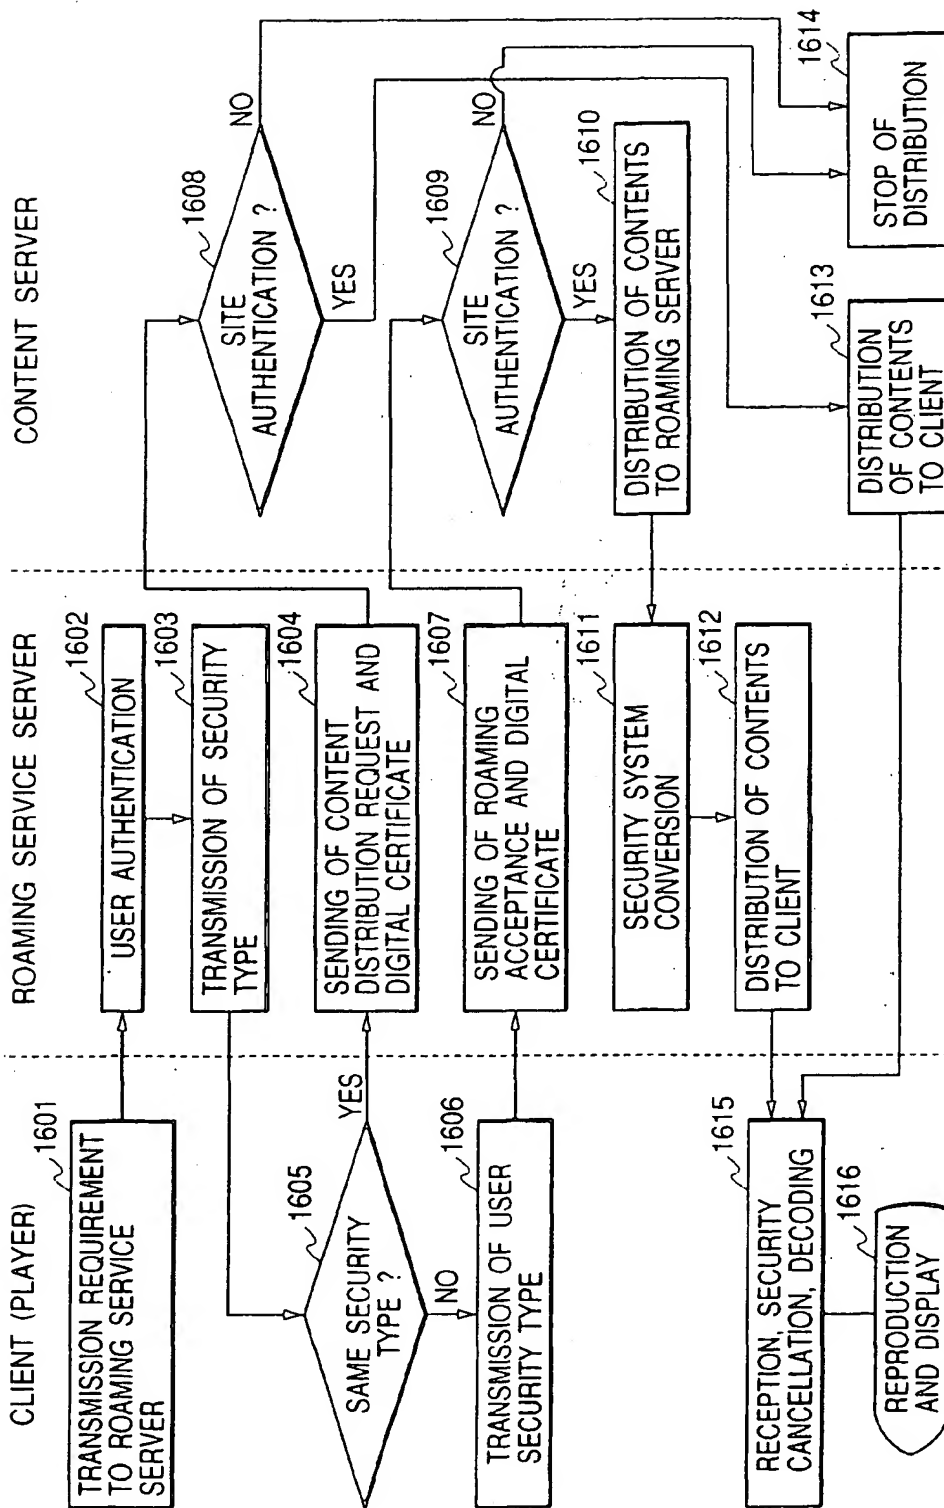 CLIENT (PLAYER)
ROAMING SERVICE SERVER
CONTENT SERVER
1601
TRANSMISSION REQUIREMENT
TO ROAMING SERVICE
SERVER
1602
USER AUTHENTICATION
1603
TRANSMISSION OF SECURITY
TYPE
1605
SAME SECURITY
TYPE ?
YES
NO
1604
SENDING OF CONTENT
DISTRIBUTION REQUEST AND
DIGITAL CERTIFICATE
1608
SITE
AUTHENTICATION ?
NO
YES
1606
TRANSMISSION OF USER
SECURITY TYPE
1607
SENDING OF ROAMING
ACCEPTANCE AND DIGITAL
CERTIFICATE
1609
SITE
AUTHENTICATION ?
NO
YES
1610
DISTRIBUTION OF CONTENTS
TO ROAMING SERVER
1611
SECURITY SYSTEM
CONVERSION
1612
DISTRIBUTION OF CONTENTS
TO CLIENT
1613
DISTRIBUTION
OF CONTENTS
TO CLIENT
1614
STOP OF
DISTRIBUTION
1615
RECEPTION, SECURITY
CANCELLATION, DECODING
1616
REPRODUCTION
AND DISPLAY